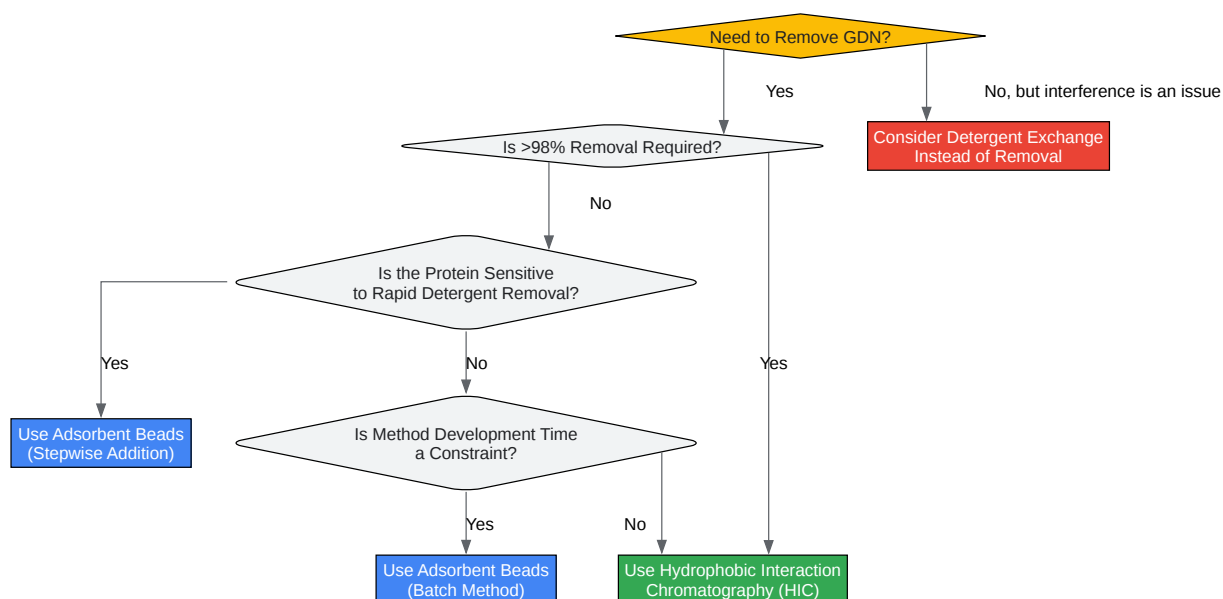 Need to Remove GDN?
Yes
No, but interference is an issue
Is >98% Removal Required?
Consider Detergent Exchange
Instead of Removal
No
Is the Protein Sensitive
to Rapid Detergent Removal?
Yes
No
Yes
Use Adsorbent Beads
(Stepwise Addition)
Is Method Development Time
a Constraint?
Yes
No
Use Adsorbent Beads
(Batch Method)
Use Hydrophobic Interaction
Chromatography (HIC)